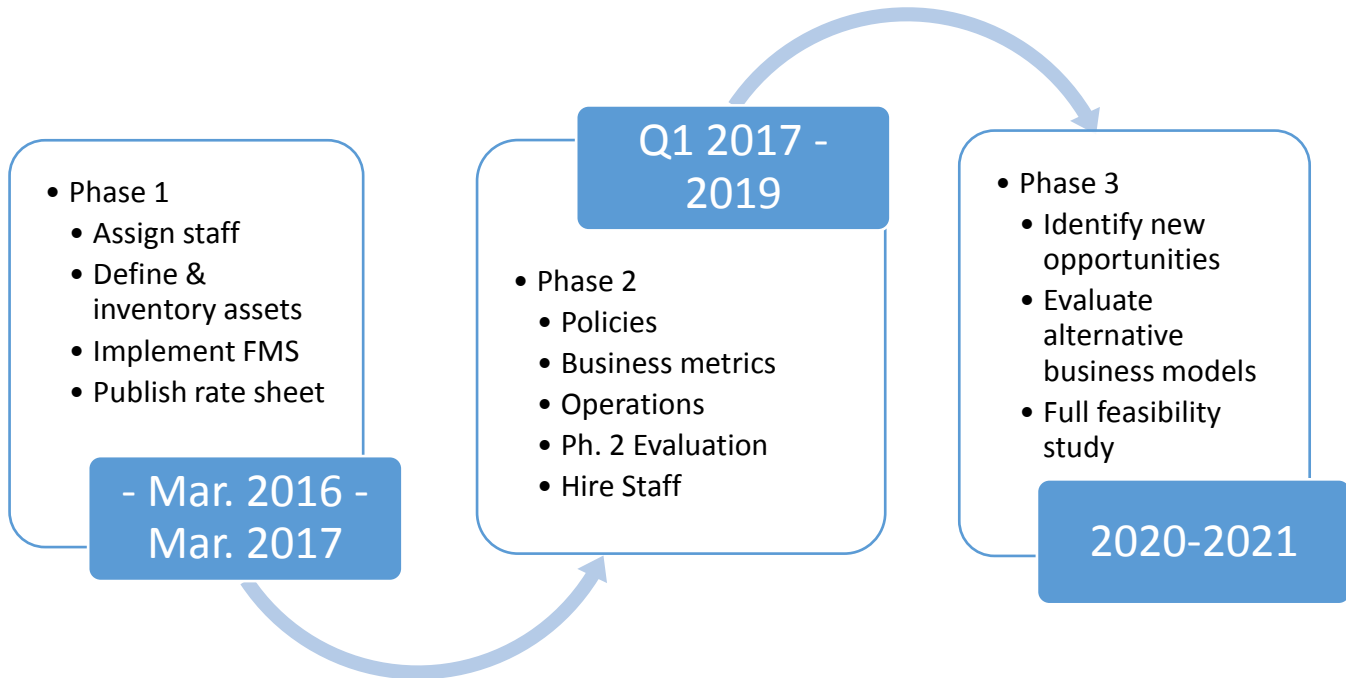 • Phase 1
• Assign staff
• Define &
inventory assets
• Implement FMS
• Publish rate sheet
- Mar. 2016 -
Mar. 2017
Q1 2017 -
2019
• Phase 2
• Policies
• Business metrics
• Operations
• Ph. 2 Evaluation
• Hire Staff
• Phase 3
• Identify new
opportunities
• Evaluate
alternative
business models
• Full feasibility
study
2020-2021